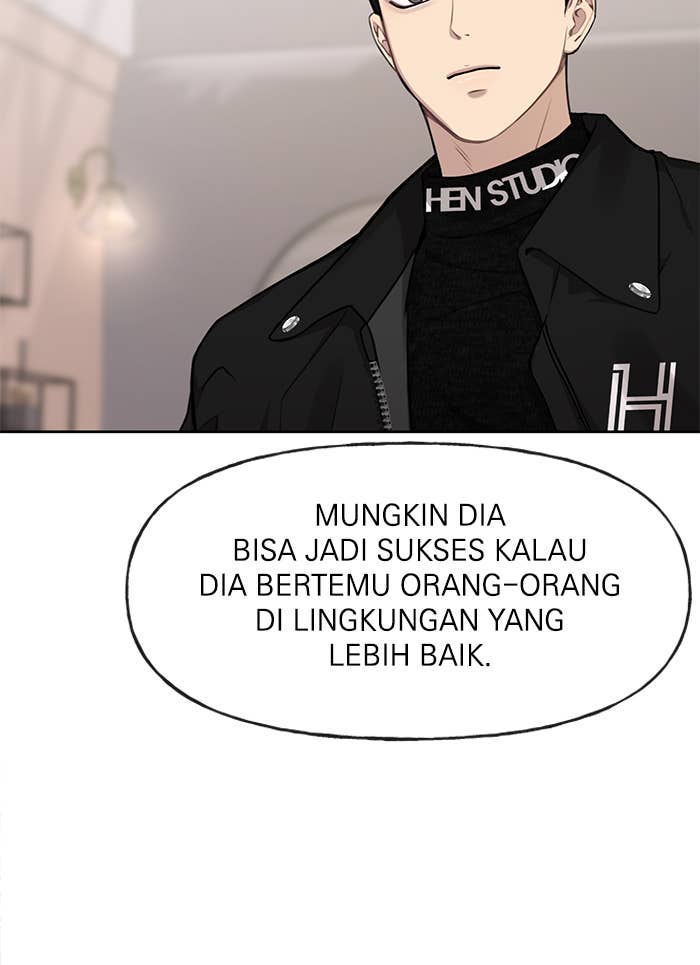 HEN STUDIO
H
MUNGKIN DIA
BISA JADI SUKSES KALAU
DIA BERTEMU ORANG-ORANG
DI LINGKUNGAN YANG
LEBIH BAIK.